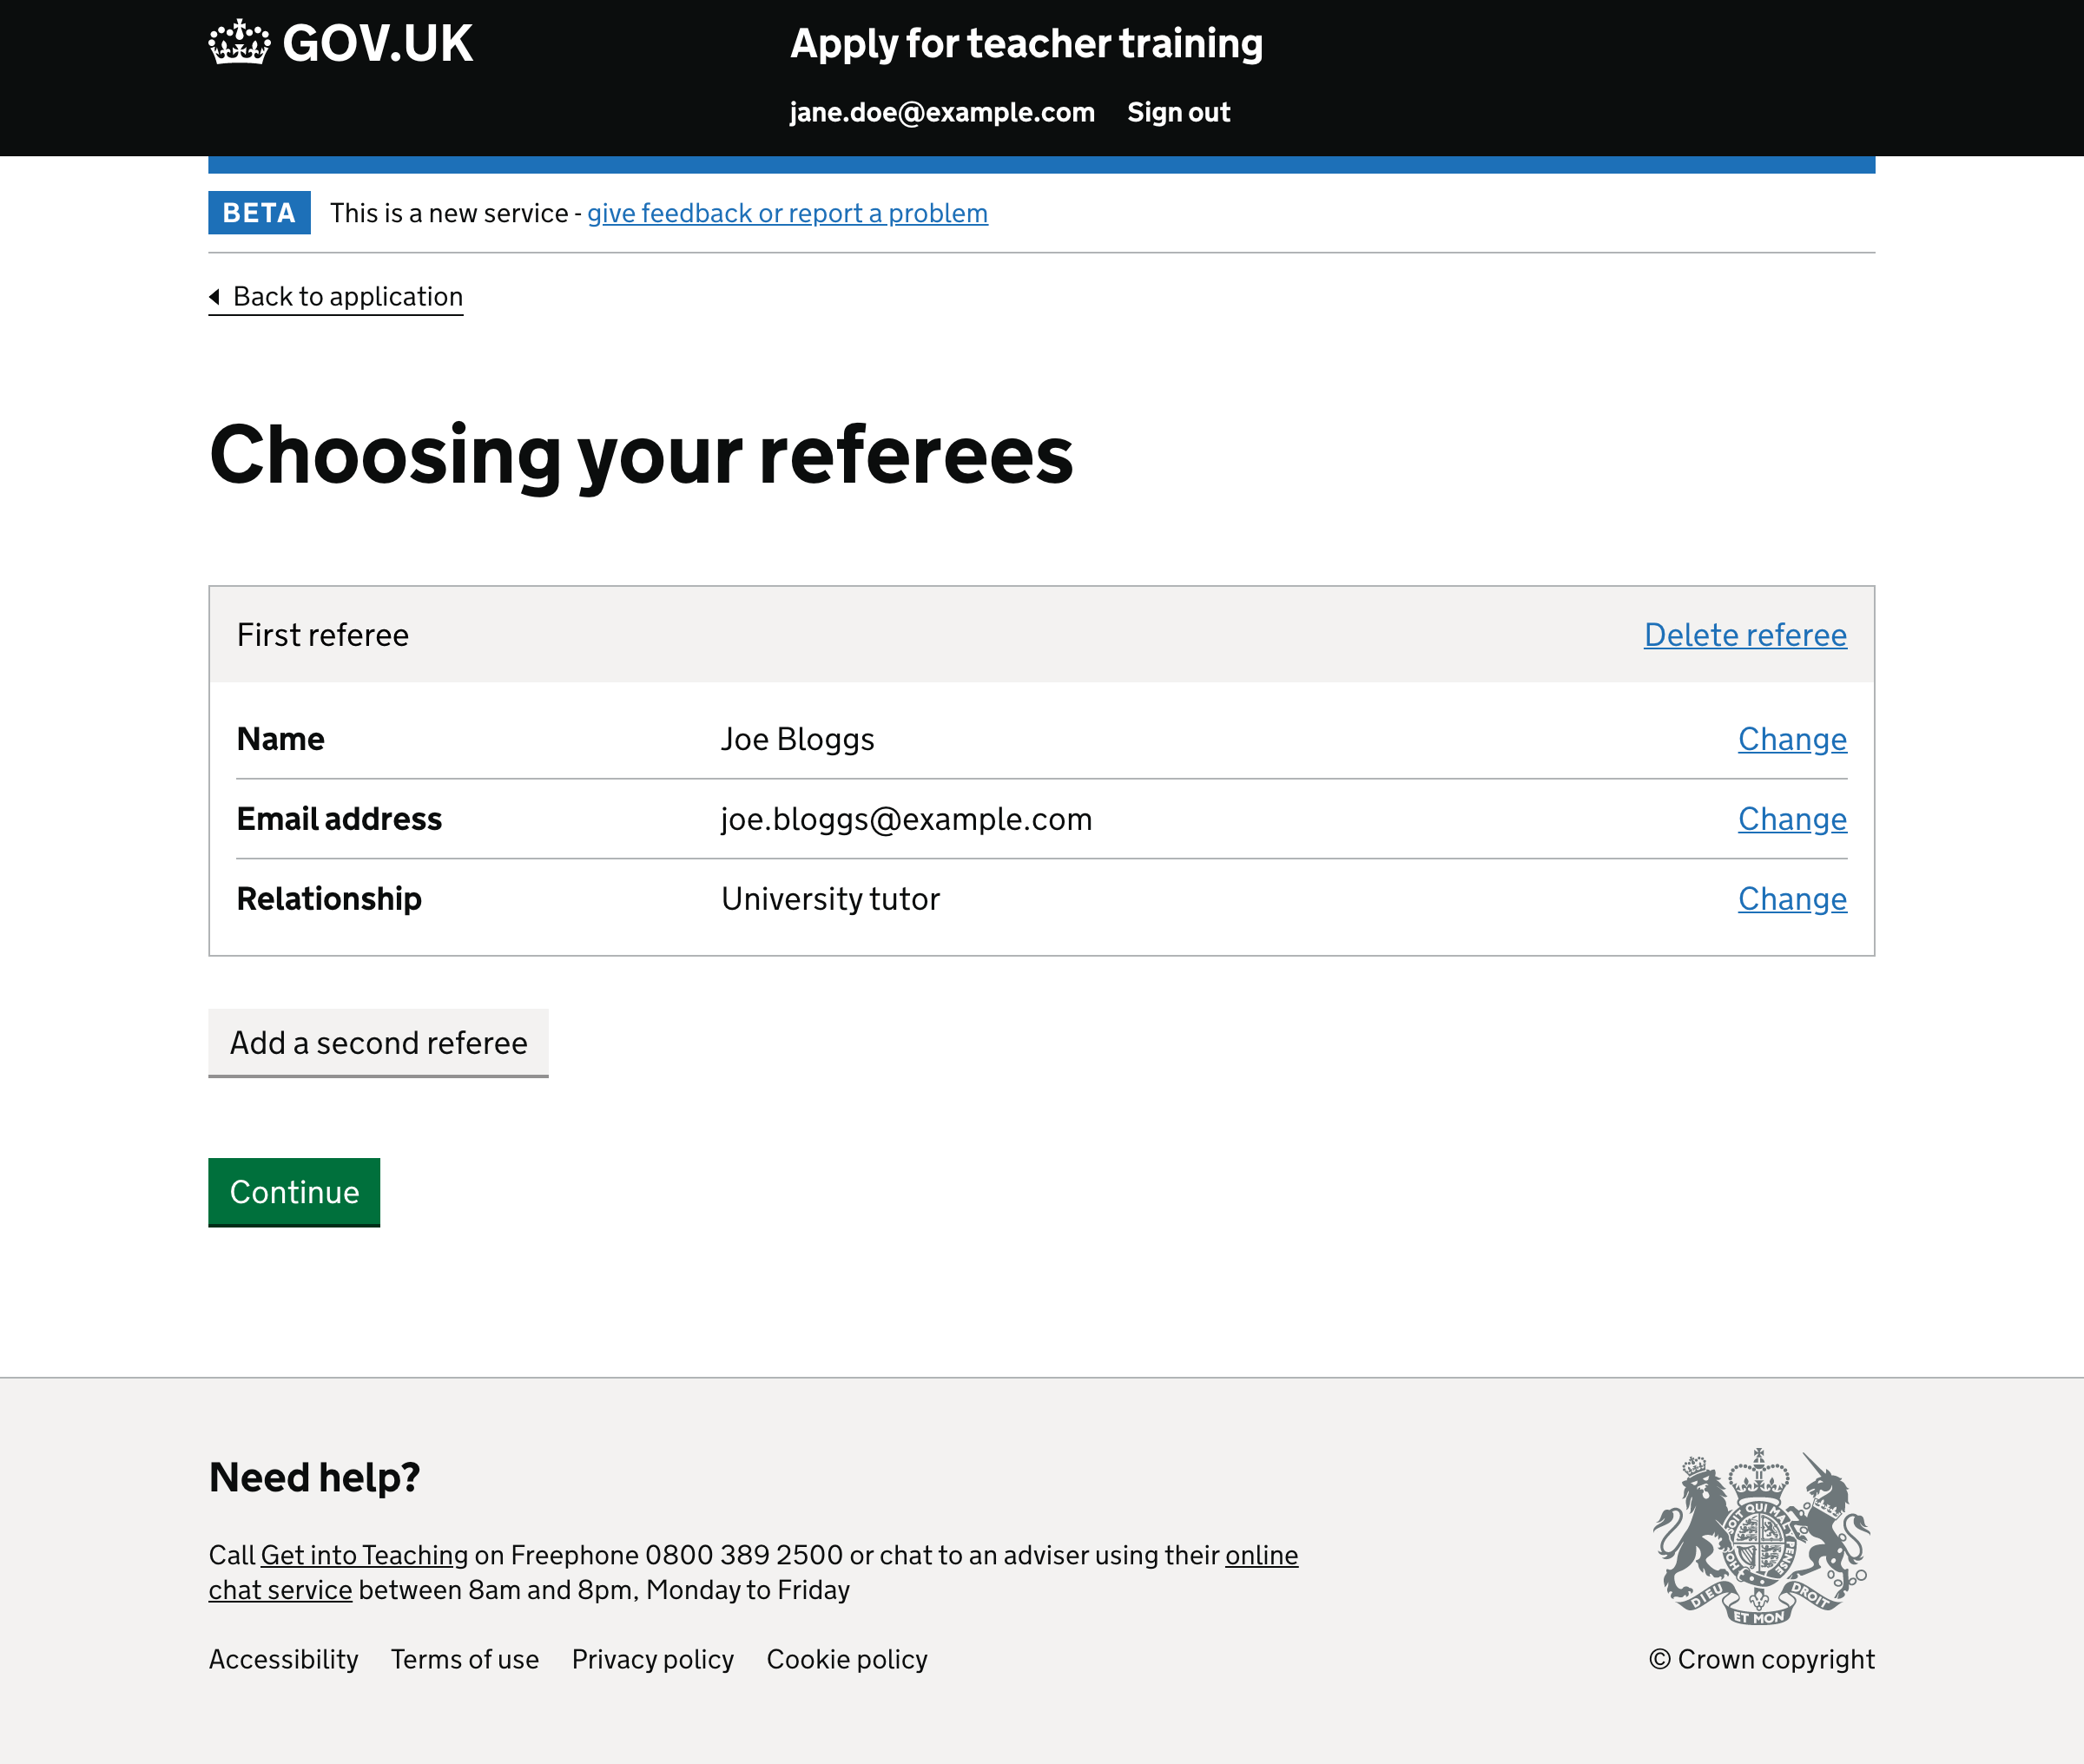 GOV.UK
Apply for teacher training
jane.doe@example.com Sign out
BETA This is a new service - give feedback or report a problem
Back to application
Choosing your referees
First referee Delete referee
Name Joe Bloggs Change
Email address joe.bloggs@example.com Change
Relationship University tutor Change
Add a second referee
Continue
Need help?
Call Get into Teaching on Freephone 0800 389 2500 or chat to an adviser using their online
chat service between 8am and 8pm, Monday to Friday
SOIT QUI MAL Y PENSE
DIEU ET MON DROIT
Accessibility Terms of use Privacy policy Cookie policy
© Crown copyright